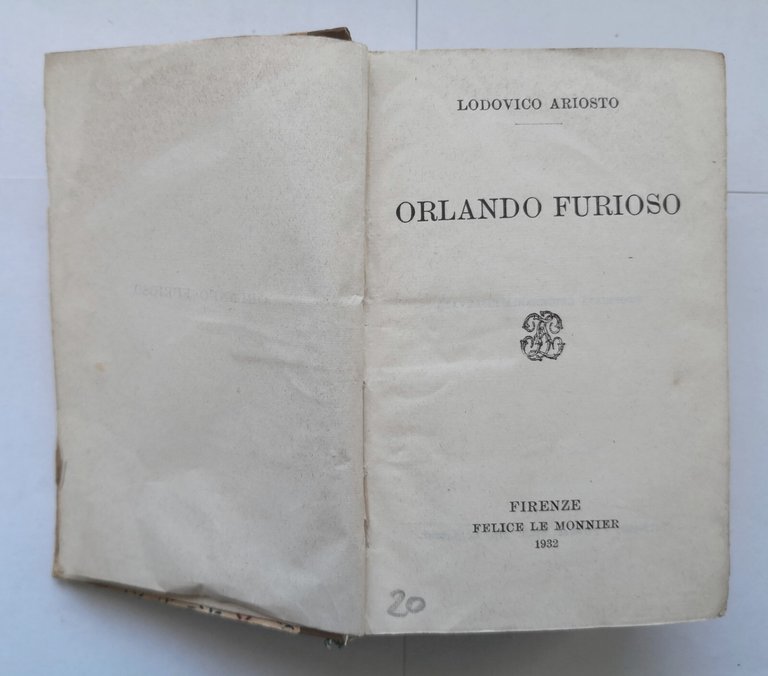 LODOVICO ARIOSTO
ORLANDO FURIOSO
FIRENZE
FELICE LE MONNIER
1932
20